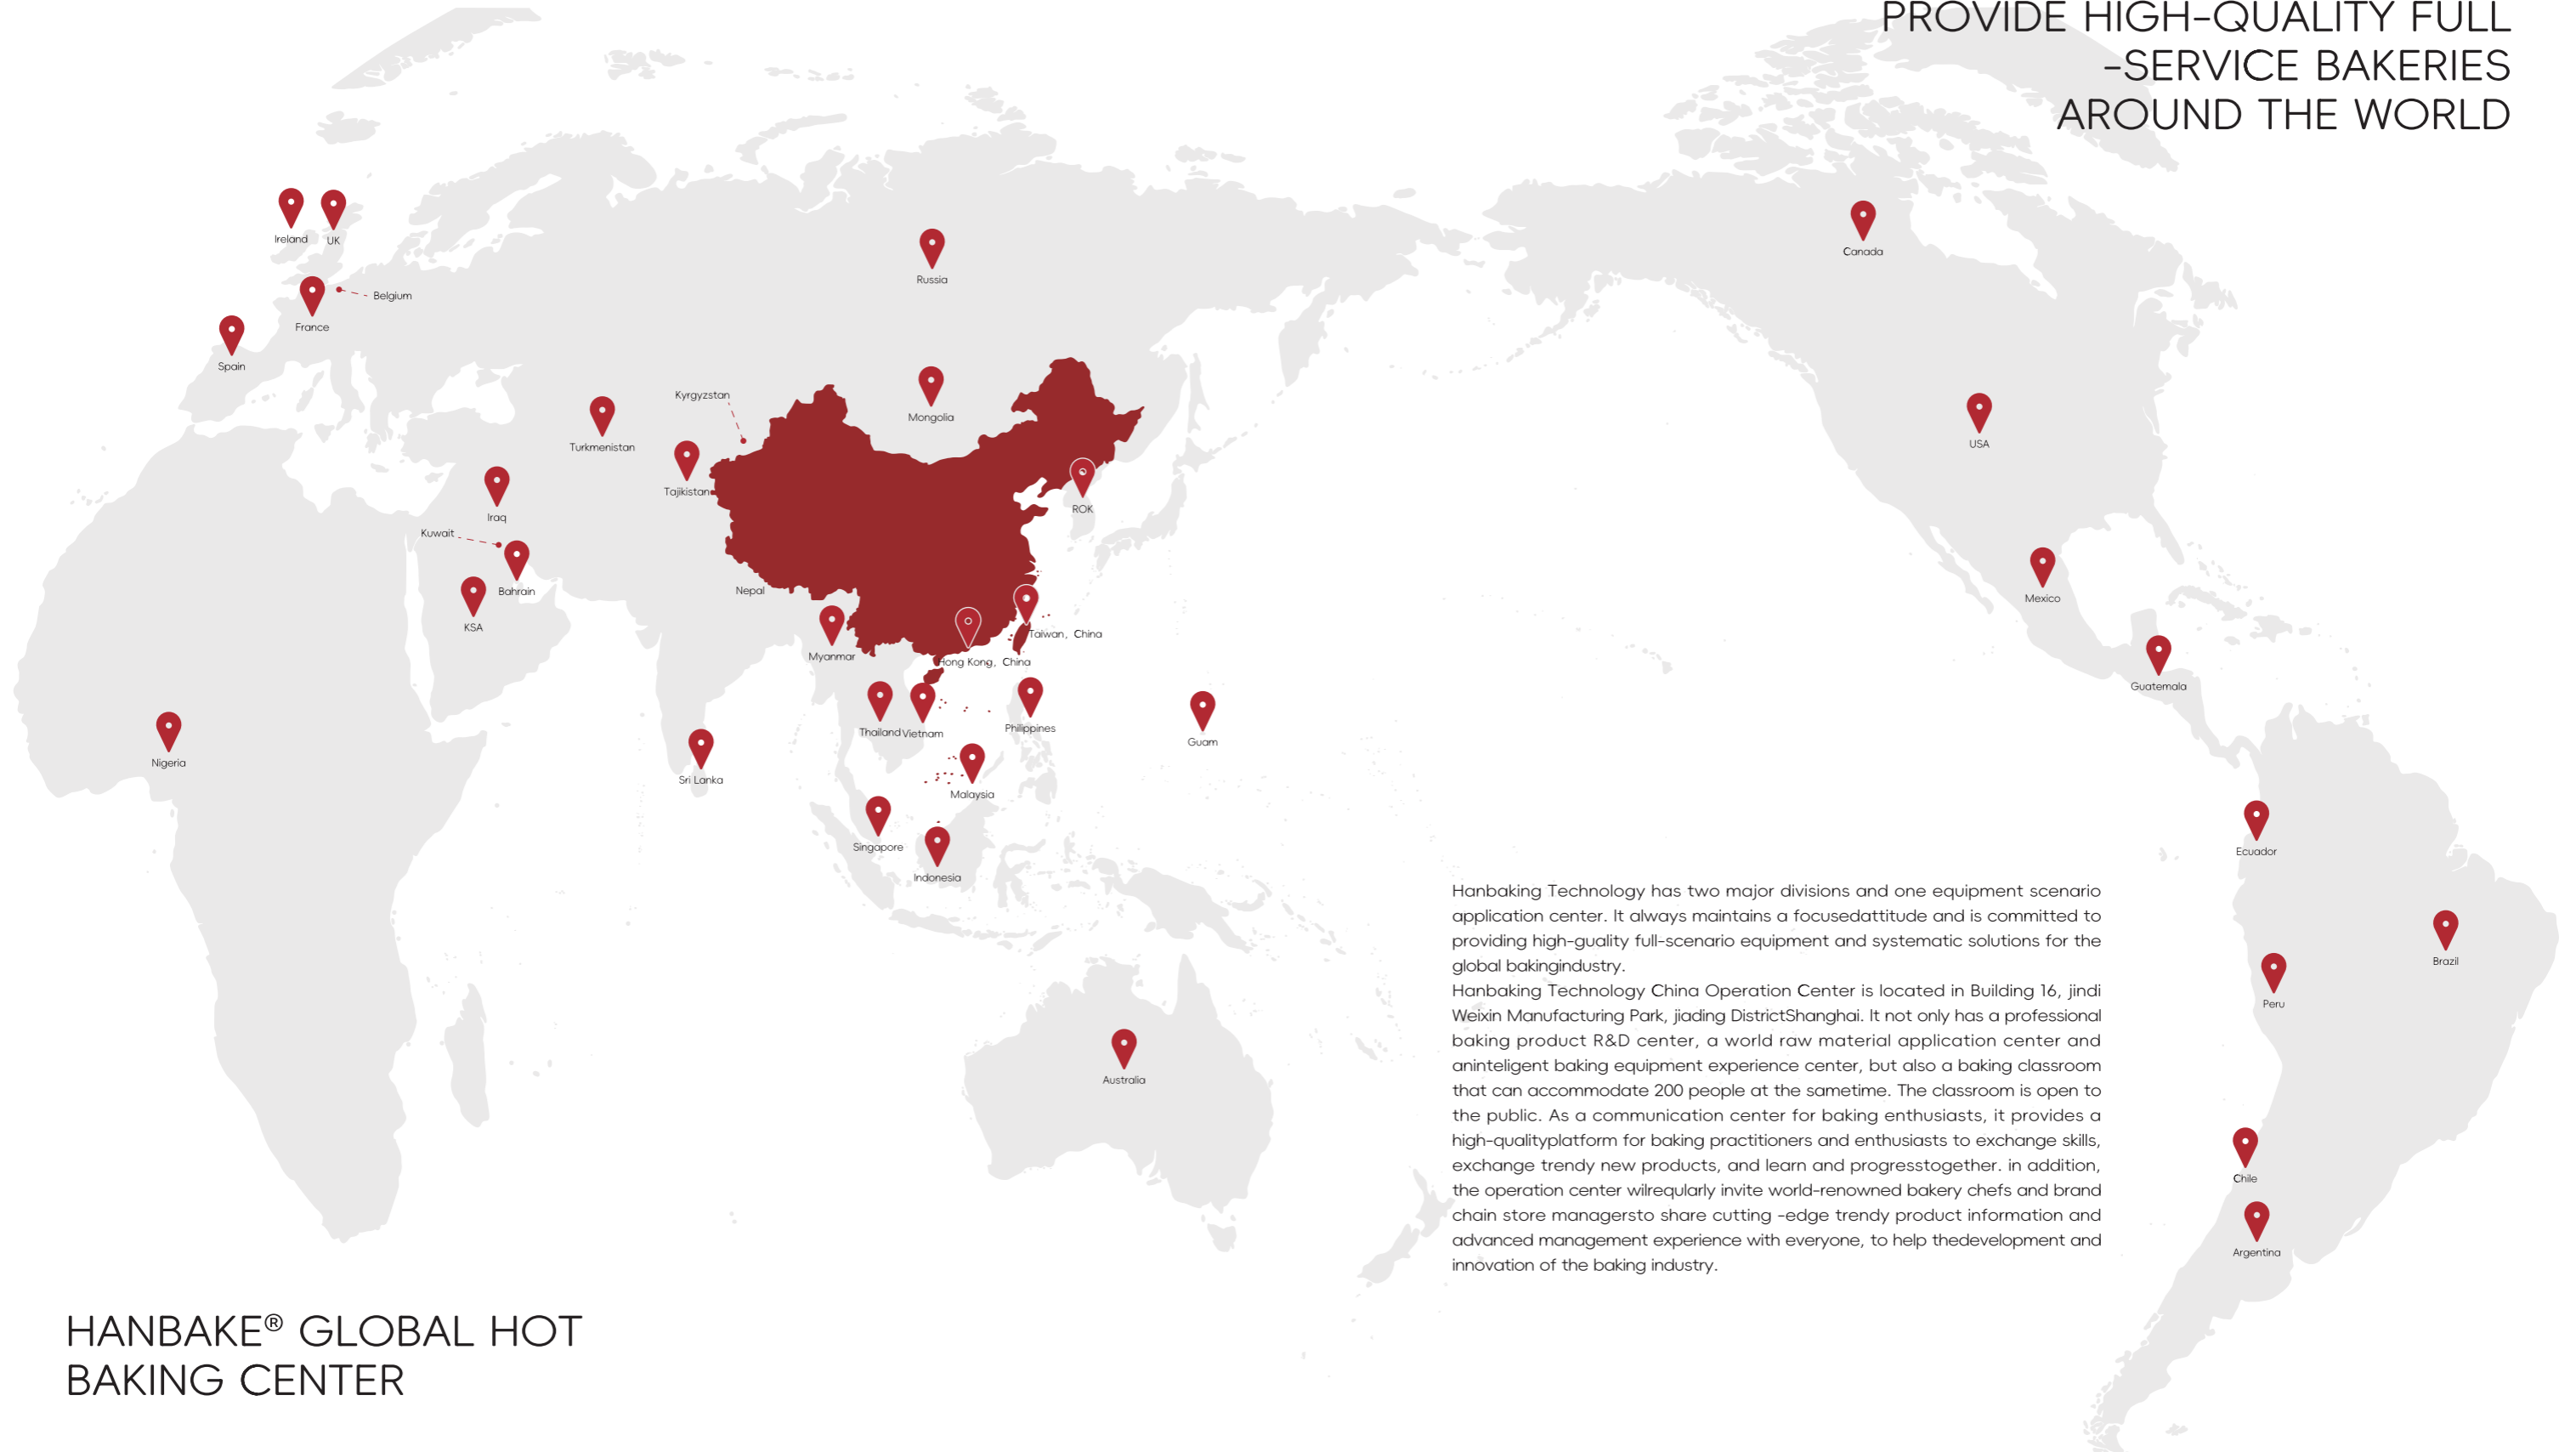 PROVIDE HIGH-QUALITY FULL
-SERVICE BAKERIES
AROUND THE WORLD
Ireland
UK
Canada
Russia
Belgium
France
Spain
Kyrgyzstan
Mongolia
USA
Turkmenistan
Tajikistan
ROK
Iraq
Kuwait
Bahrain
Nepal
Mexico
KSA
Taiwan, China
Myanmar
Hong Kong, China
Guatemala
Thailand
Vietnam
Philippines
Guam
Nigeria
Sri Lanka
Malaysia
Singapore
Ecuador
Indonesia
Brazil
Peru
Australia
Chile
Argentina
Hanbaking Technology has two major divisions and one equipment scenario
application center. It always maintains a focusedattitude and is committed to
providing high-guality full-scenario equipment and systematic solutions for the
global bakingindustry.
Hanbaking Technology China Operation Center is located in Building 16, jindi
Weixin Manufacturing Park, jiading DistrictShanghai. It not only has a professional
baking product R&D center, a world raw material application center and
aninteligent baking equipment experience center, but also a baking classroom
that can accommodate 200 people at the sametime. The classroom is open to
the public. As a communication center for baking enthusiasts, it provides a
high-qualityplatform for baking practitioners and enthusiasts to exchange skills,
exchange trendy new products, and learn and progresstogether. in addition,
the operation center wilreqularly invite world-renowned bakery chefs and brand
chain store managersto share cutting -edge trendy product information and
advanced management experience with everyone, to help thedevelopment and
innovation of the baking industry.
HANBAKE® GLOBAL HOT
BAKING CENTER